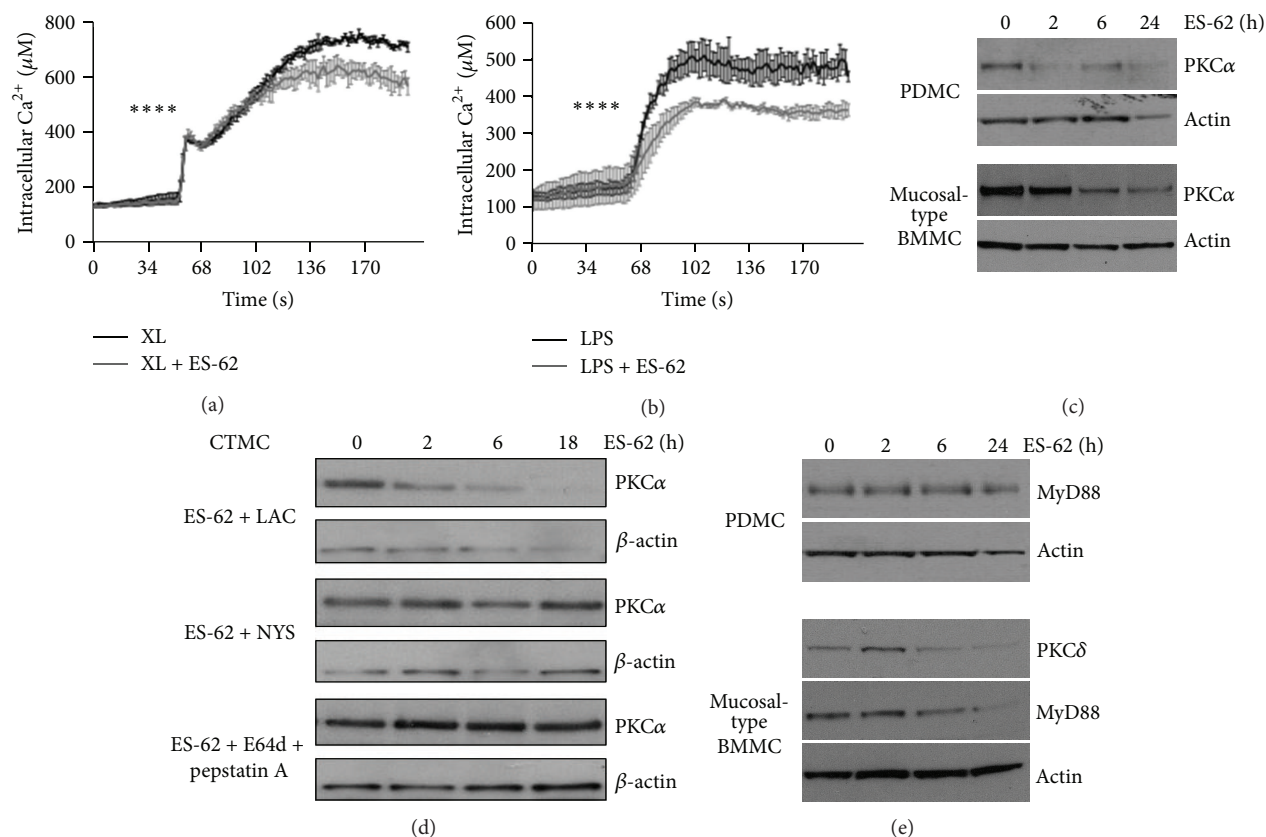 Intracellular Ca²⁺ (μM)
800
600
400
200
0
****
0 34 68 102 136 170
Time (s)
XL
XL + ES-62
(a)
Intracellular Ca²⁺ (μM)
600
500
400
300
200
100
0
****
0 34 68 102 136 170
Time (s)
LPS
LPS + ES-62
(b)
0 2 6 24 ES-62 (h)
PDMC
PKCα
Actin
Mucosal-
type
BMMC
PKCα
Actin
(c)
CTMC 0 2 6 18 ES-62 (h)
ES-62 + LAC
PKCα
β-actin
ES-62 + NYS
PKCα
β-actin
ES-62 + E64d +
pepstatin A
PKCα
β-actin
(d)
0 2 6 24 ES-62 (h)
PDMC
MyD88
Actin
Mucosal-
type
BMMC
PKCδ
MyD88
Actin
(e)